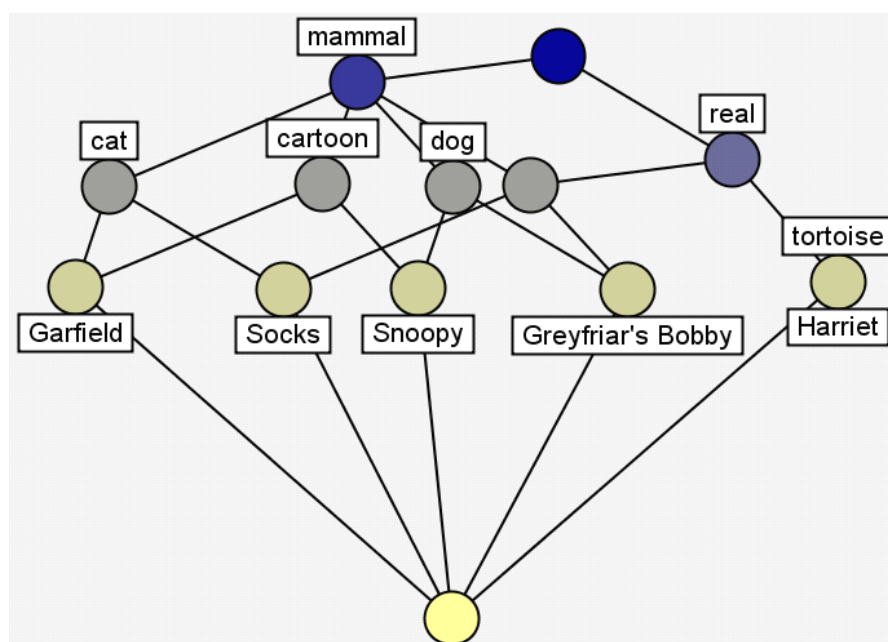 mammal
real
cat
cartoon
dog
tortoise
Garfield
Socks
Snoopy
Greyfriar's Bobby
Harriet